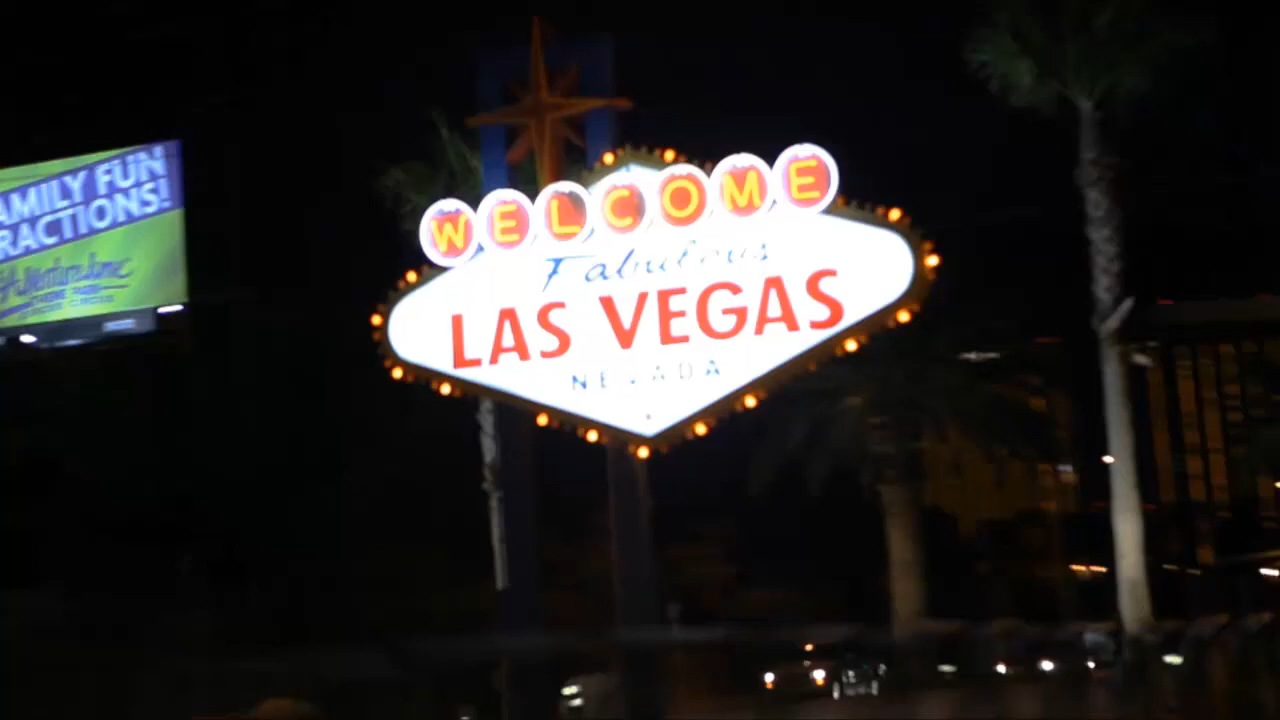 AMILY FUN
RACTIONS!
WELCOME
Fabulous
LAS VEGAS
NEVADA